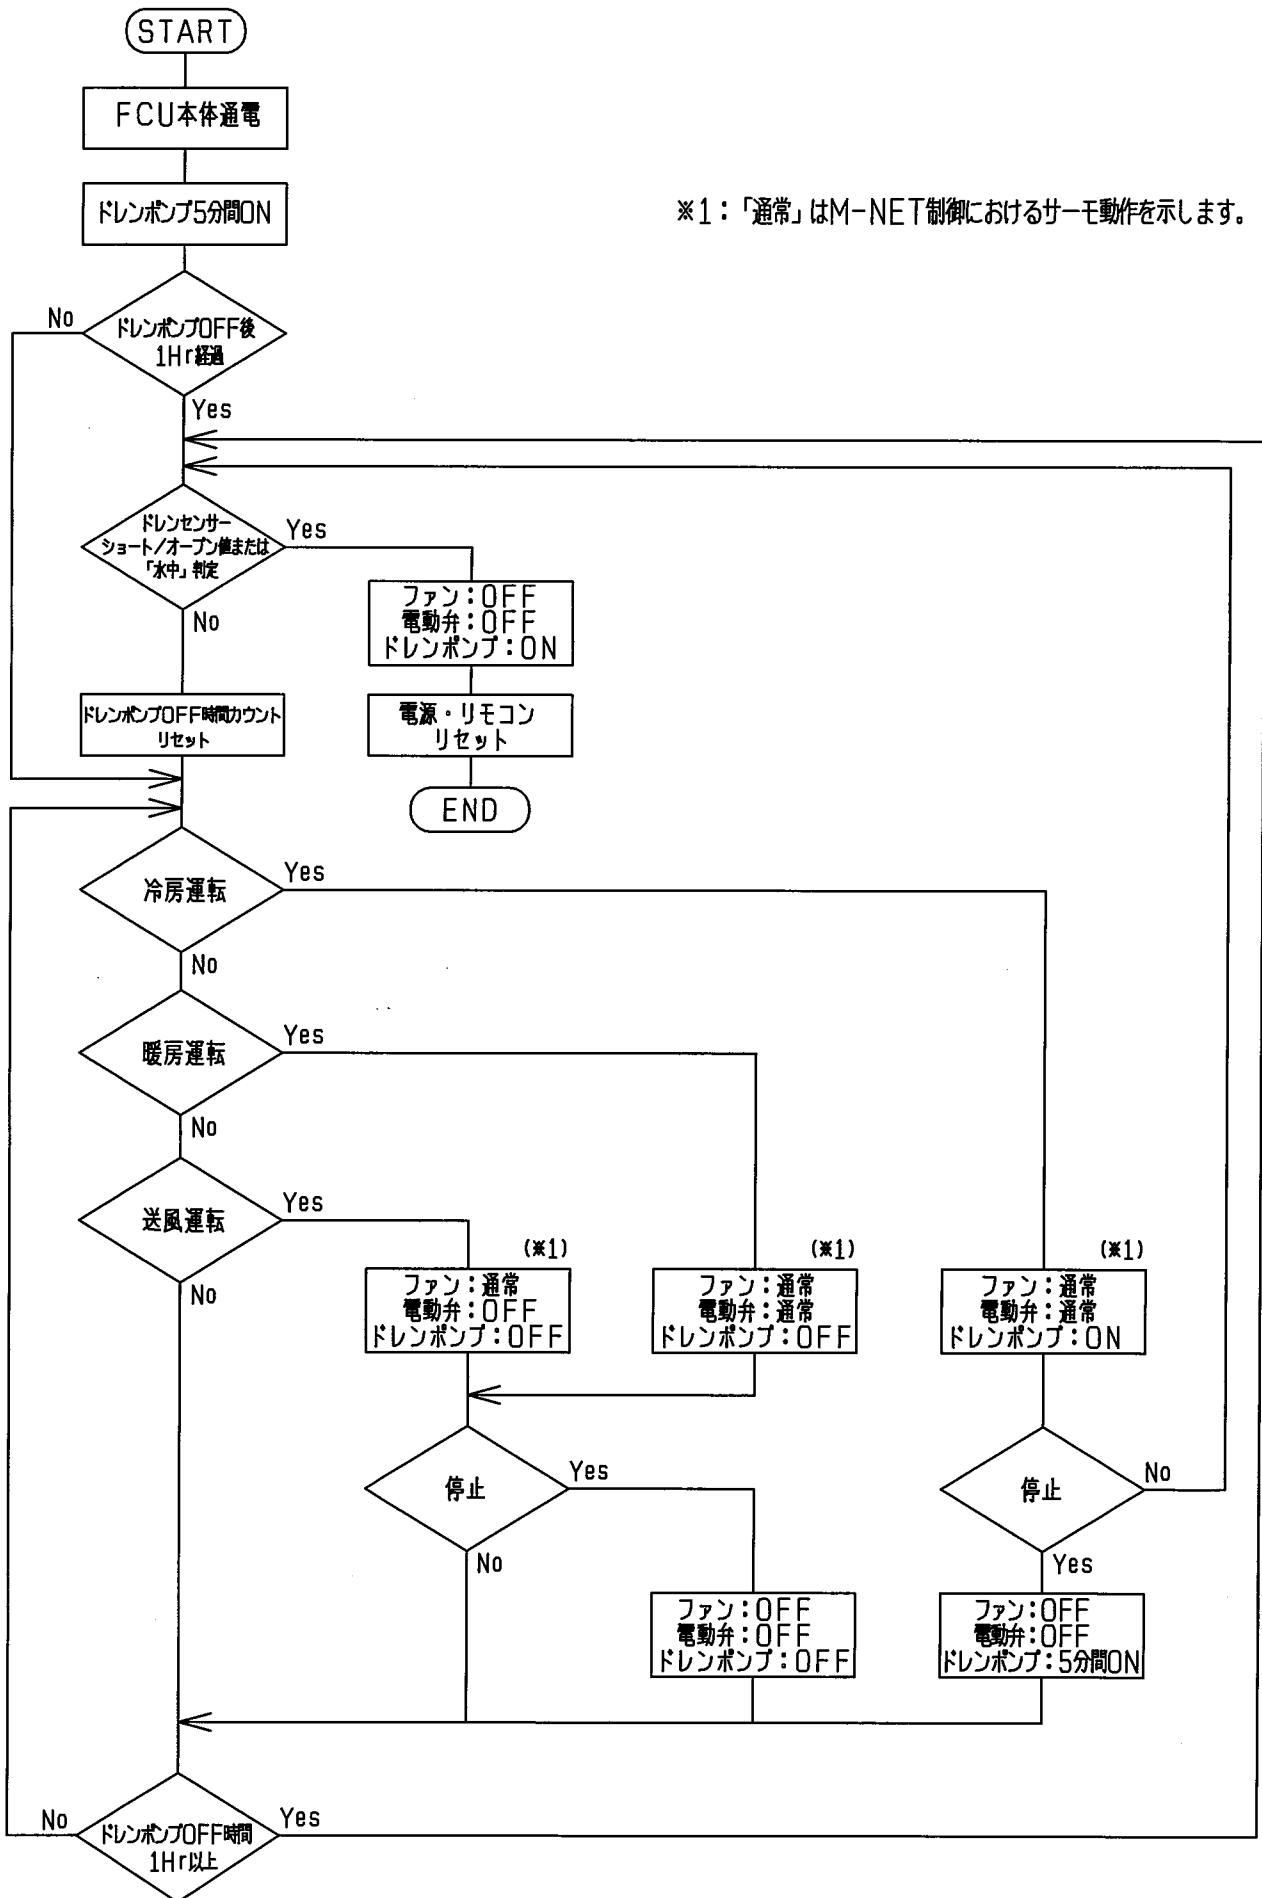 START
FCU本体通電
ドレンポンプ5分間ON
※1：「通常」はM-NET制御におけるサーモ動作を示します。
No
ドレンポンプOFF後
1Hr経過
Yes
ドレンセンサー
ショート/オープン値または
「水中」判定
Yes
No
ファン：OFF
電動弁：OFF
ドレンポンプ：ON
ドレンポンプOFF時間カウント
リセット
電源・リモコン
リセット
END
冷房運転
Yes
No
暖房運転
Yes
No
送風運転
Yes
No
(※1)
ファン：通常
電動弁：OFF
ドレンポンプ：OFF
(※1)
ファン：通常
電動弁：通常
ドレンポンプ：OFF
(※1)
ファン：通常
電動弁：通常
ドレンポンプ：ON
停止
Yes
No
停止
No
Yes
ファン：OFF
電動弁：OFF
ドレンポンプ：OFF
ファン：OFF
電動弁：OFF
ドレンポンプ：5分間ON
No
ドレンポンプOFF時間
1Hr以上
Yes